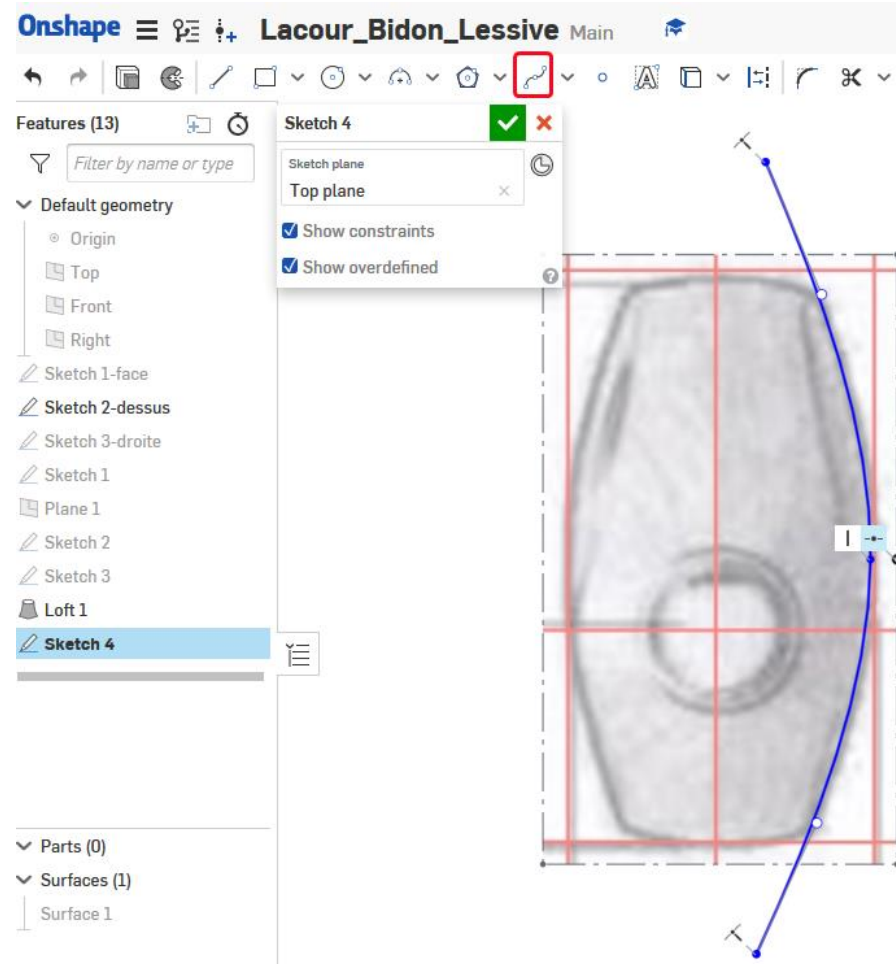 Onshape Lacour_Bidon_Lessive Main
Features (13)
Filter by name or type
Default geometry
Origin
Top
Front
Right
Sketch 1-face
Sketch 2-dessus
Sketch 3-droite
Sketch 1
Plane 1
Sketch 2
Sketch 3
Loft 1
Sketch 4
Parts (0)
Surfaces (1)
Surface 1
Sketch 4
Sketch plane
Top plane
Show constraints
Show overdefined